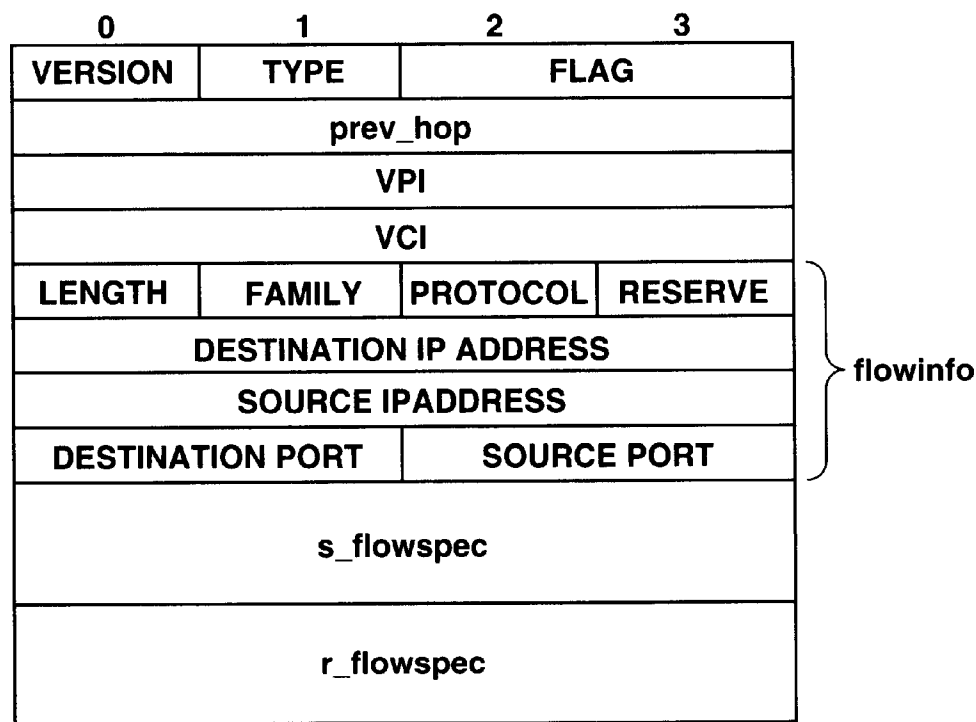 0 1 2 3
VERSION TYPE FLAG
prev_hop
VPI
VCI
LENGTH FAMILY PROTOCOL RESERVE
DESTINATION IP ADDRESS
flowinfo
SOURCE IPADDRESS
DESTINATION PORT SOURCE PORT
s_flowspec
r_flowspec